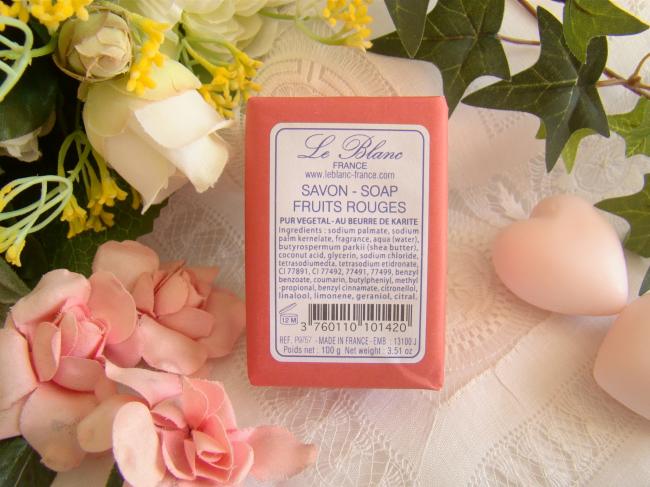 Le Blanc
FRANCE
www.leblanc-france.com
SAVON - SOAP
FRUITS ROUGES
PUR VEGETAL - AU BEURRE DE KARITE
Ingredients : sodium palmate, sodium
palm kernelate, fragrance, aqua (water),
butyrospermum parkii (shea butter),
coconut acid, glycerin, sodium chloride,
tetrasodium edta, tetrasodium etidronate,
CI 77891, CI 77492, 77491, 77499, benzyl
benzoate, coumarin, butylphenyl, methyl
-propional, benzyl cinnamate, citronellol,
linalool, limonene, geraniol, citral.
12 M
3 760110 101420
REF. P9757 - MADE IN FRANCE - EMB : 13100 J
Poids net : 100 g Net weight : 3.51 oz